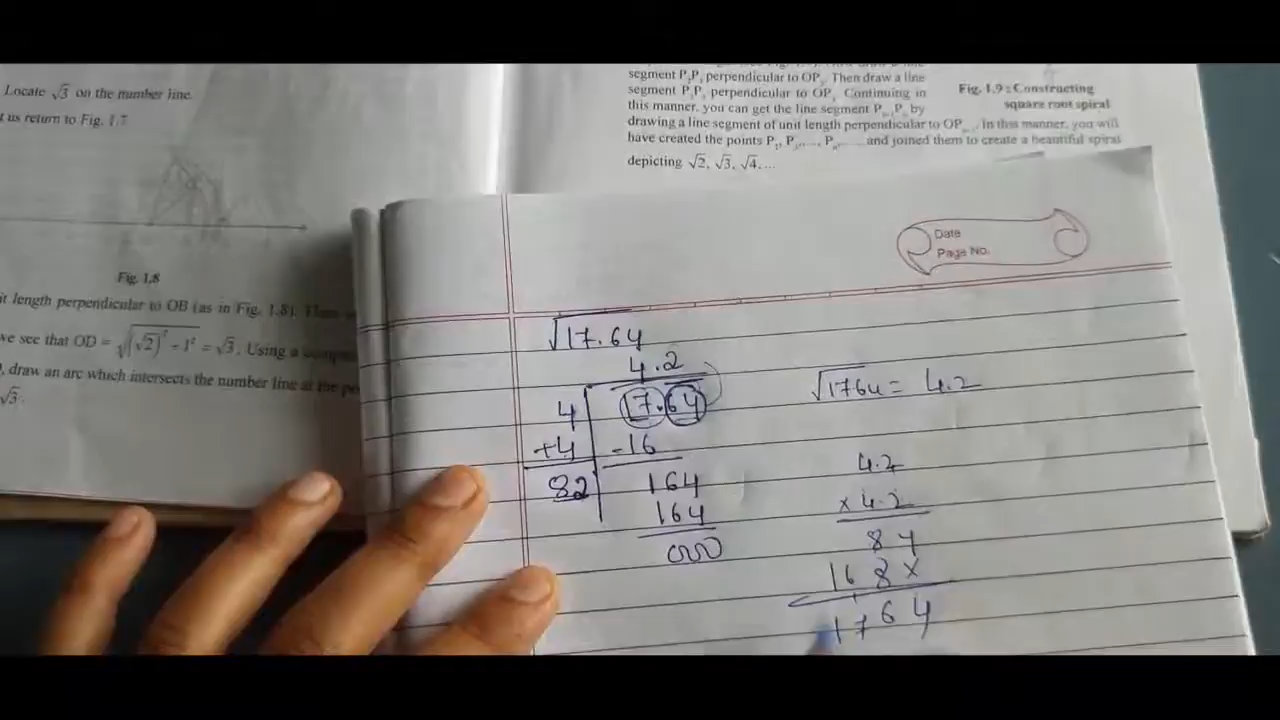 Locate √3 on the number line.
us return to Fig. 1.7
Fig. 1.8
it length perpendicular to OB (as in Fig. 1.8). Then
we see that OD = √((√2)² + 1²) = √3. Using a
, draw an arc which intersects the number line at the
√3.
segment P₂P₃ perpendicular to OP₃. Then draw a line
segment P₃P₄ perpendicular to OP₃. Continuing in
this manner, you can get the line segment Pₙ₋₁Pₙ by
drawing a line segment of unit length perpendicular to OPₙ₋₁. In this manner, you will
have created the points P₂, P₃,...., Pₙ,.... ., and joined them to create a beautiful spiral
depicting √2, √3, √4, ...
Fig. 1.9 : Constructing
square root spiral
Date
Page No.
√17.64
4.2
4 17.64
+4 -16
82 164
164
000
√1764 = 4.2
4.2
× 4.2
84
168×
1764